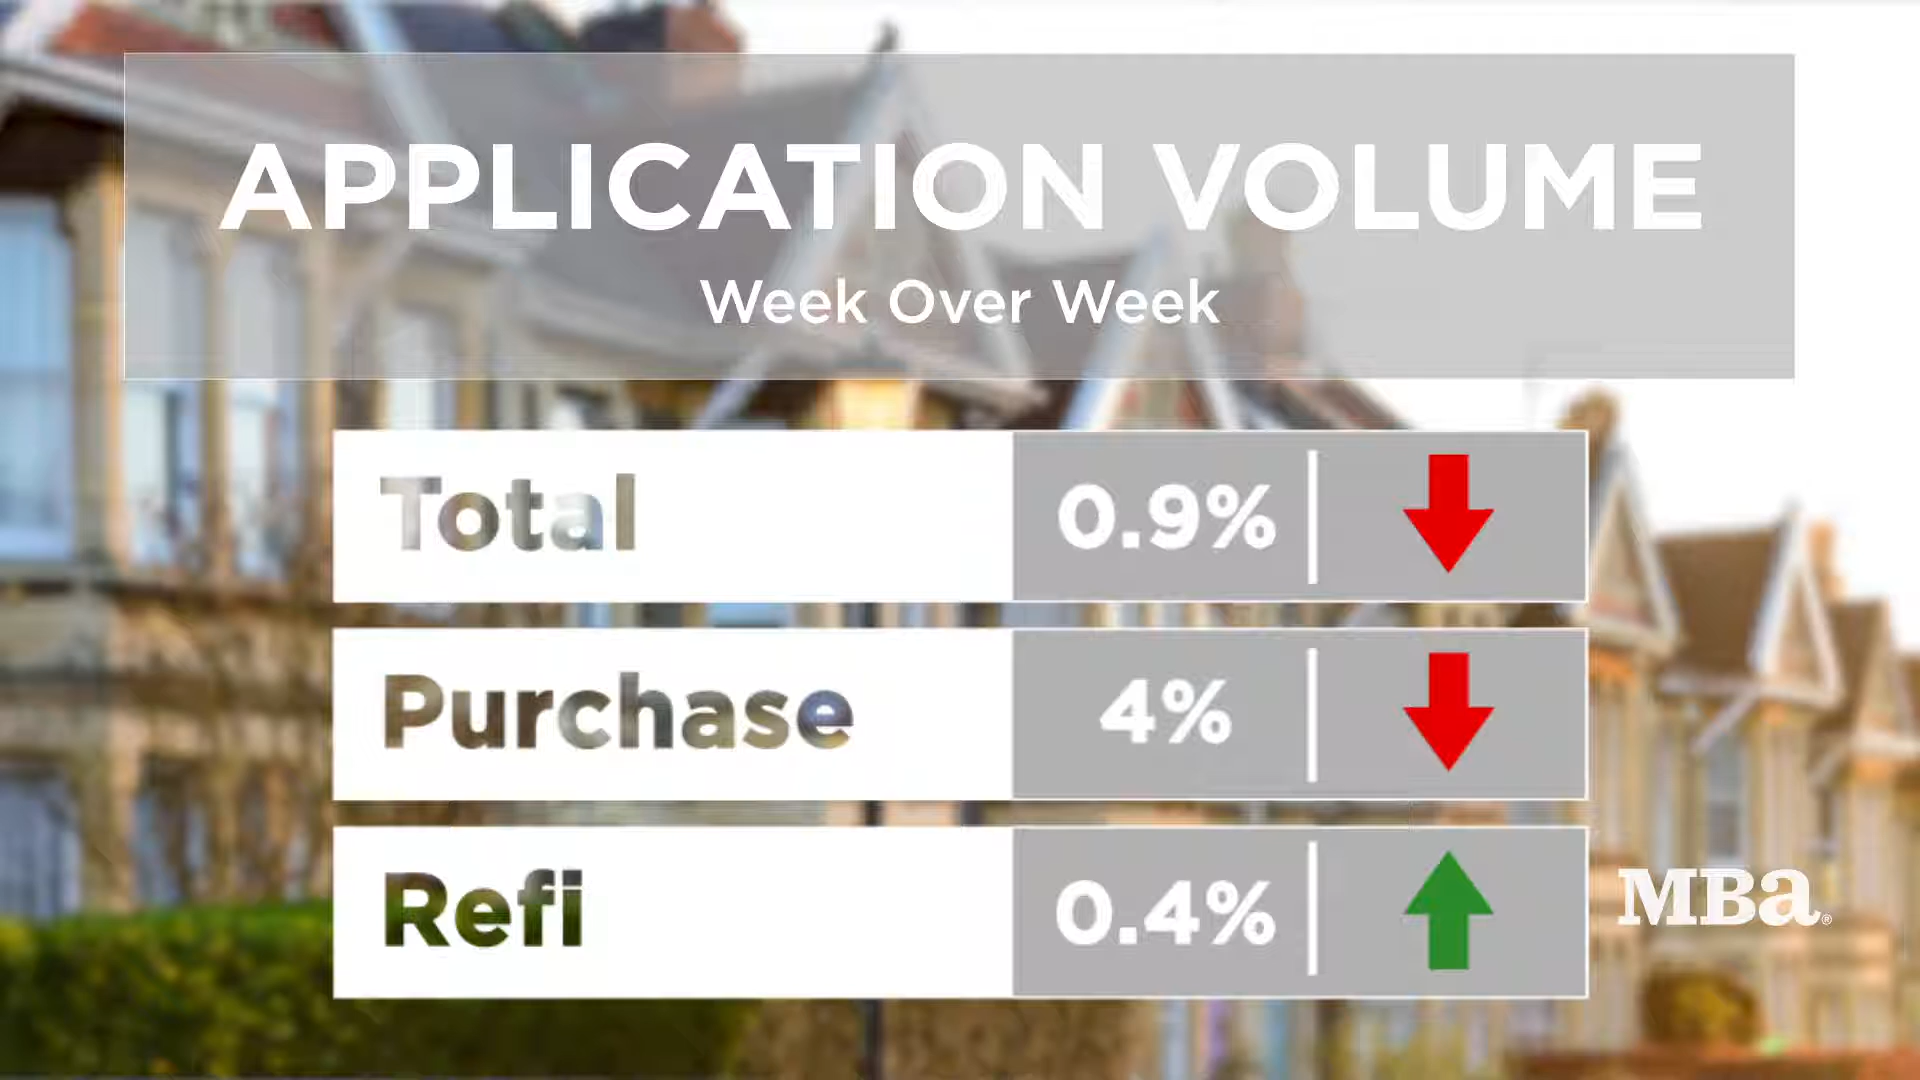 APPLICATION VOLUME
Week Over Week
Total 0.9%
Purchase 4%
Refi 0.4%
MBa®